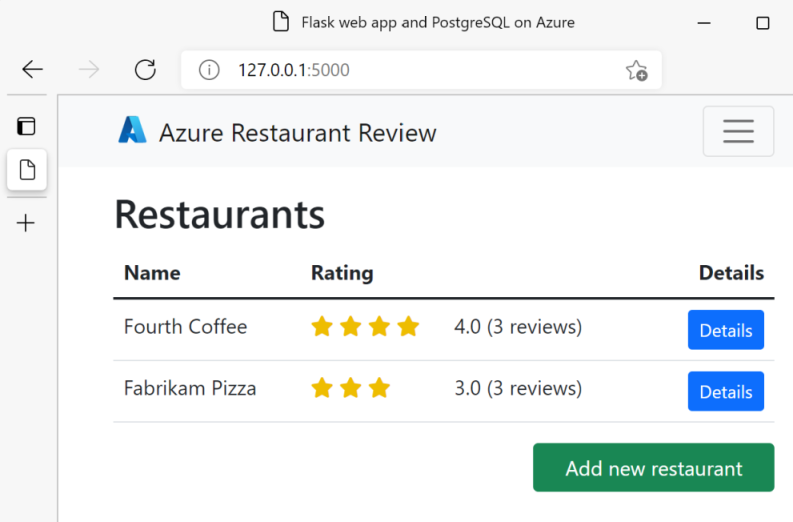 Flask web app and PostgreSQL on Azure
127.0.0.1:5000
Azure Restaurant Review
Restaurants
Name Rating Details
Fourth Coffee 4.0 (3 reviews) Details
Fabrikam Pizza 3.0 (3 reviews) Details
Add new restaurant